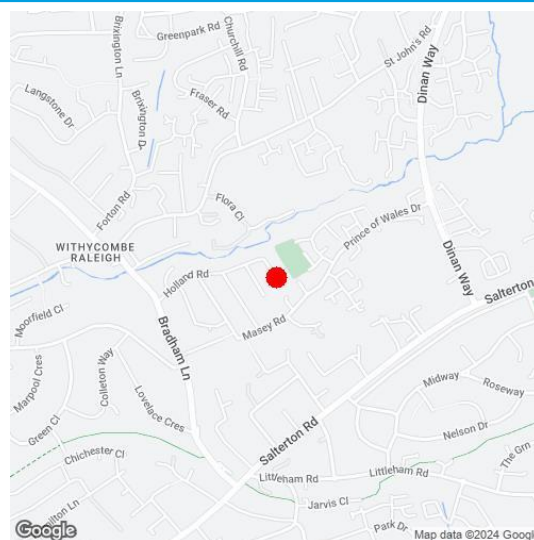 Brixington Ln
Greenpark Rd
Churchill Rd
St John's Rd
Dinan Way
Langstone Dr
Brixington D
Fraser Rd
Forton Rd
Flora Cl
Prince of Wales Dr
WITHYCOMBE
RALEIGH
Holland Rd
Dinan Way
Salterton
Moorfield Cl
Bradham Ln
Masey Rd
Marpool Cres
Colleton Way
Lovelace Cres
Midway
Roseway
Green Cl
Nelson Dr
Salterton Rd
Chichester Cl
The Grn
Littleham Rd
Littleham Rd
Jarvis Cl
ilton Ln
Park Dr
Google
Map data ©2024 Google